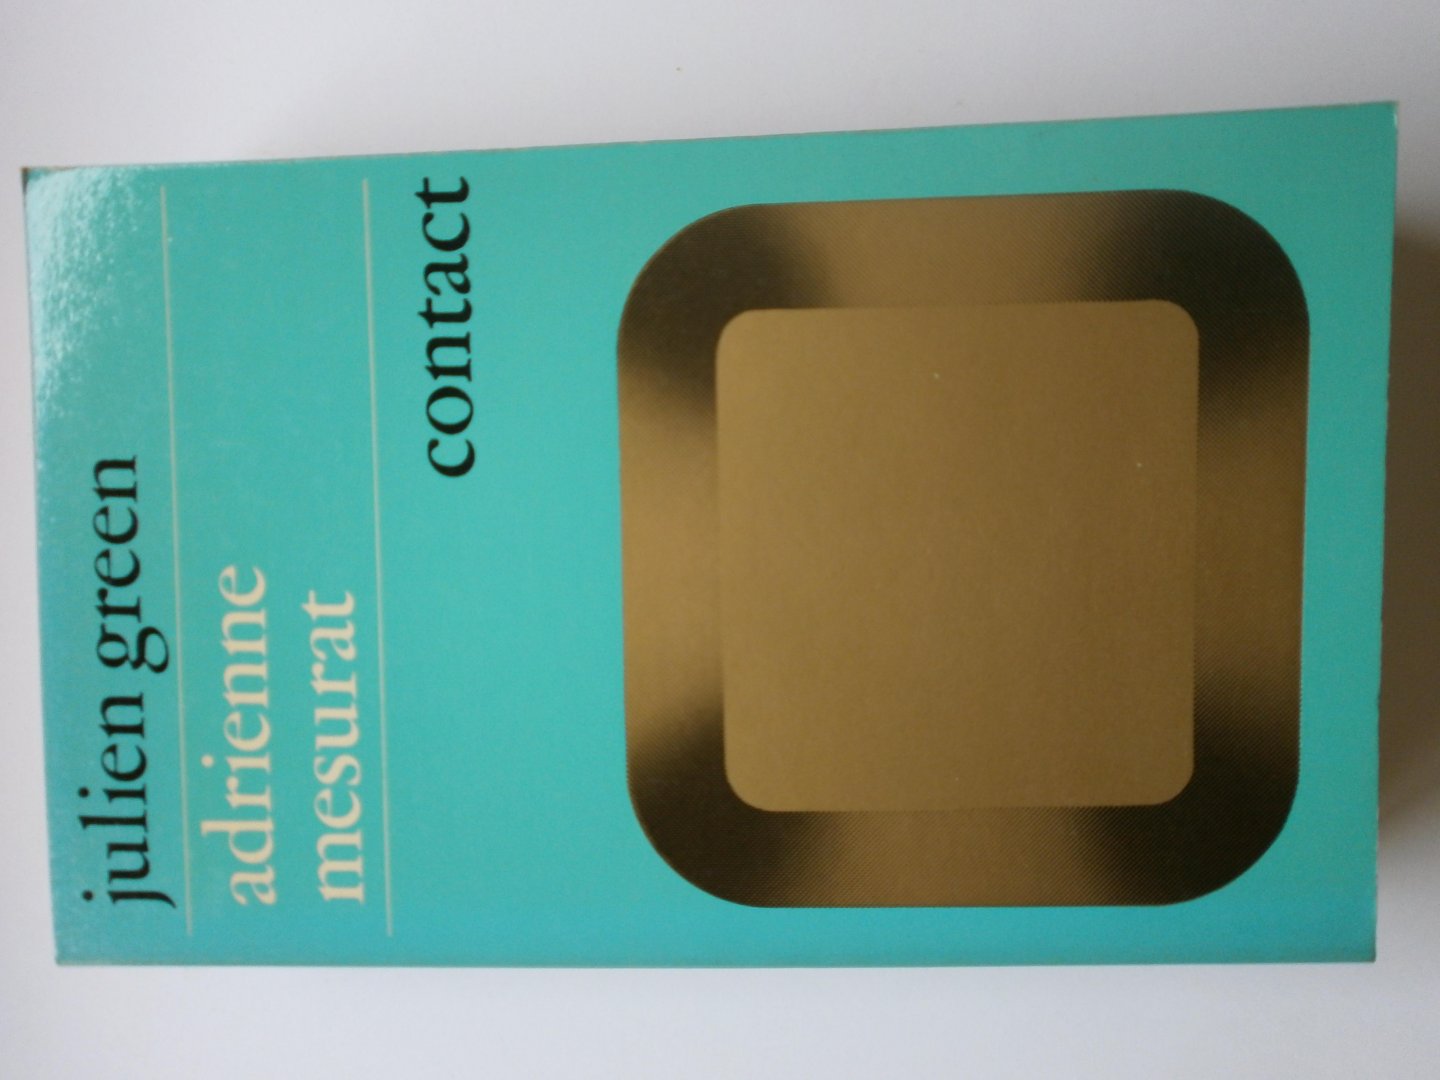 julien green
adrienne
mesurat
contact